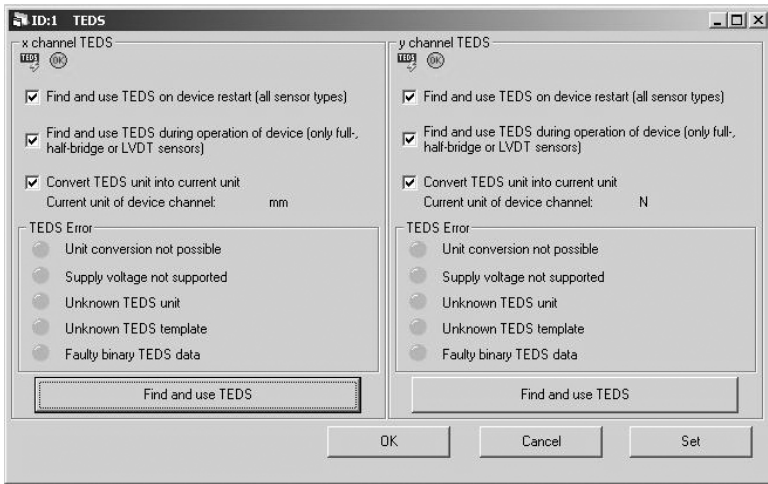 ID:1 TEDS
x channel TEDS
TEDS OK
Find and use TEDS on device restart (all sensor types)
Find and use TEDS during operation of device (only full-,
half-bridge or LVDT sensors)
Convert TEDS unit into current unit
Current unit of device channel: mm
TEDS Error
Unit conversion not possible
Supply voltage not supported
Unknown TEDS unit
Unknown TEDS template
Faulty binary TEDS data
Find and use TEDS
y channel TEDS
TEDS OK
Find and use TEDS on device restart (all sensor types)
Find and use TEDS during operation of device (only full-,
half-bridge or LVDT sensors)
Convert TEDS unit into current unit
Current unit of device channel: N
TEDS Error
Unit conversion not possible
Supply voltage not supported
Unknown TEDS unit
Unknown TEDS template
Faulty binary TEDS data
Find and use TEDS
OK Cancel Set